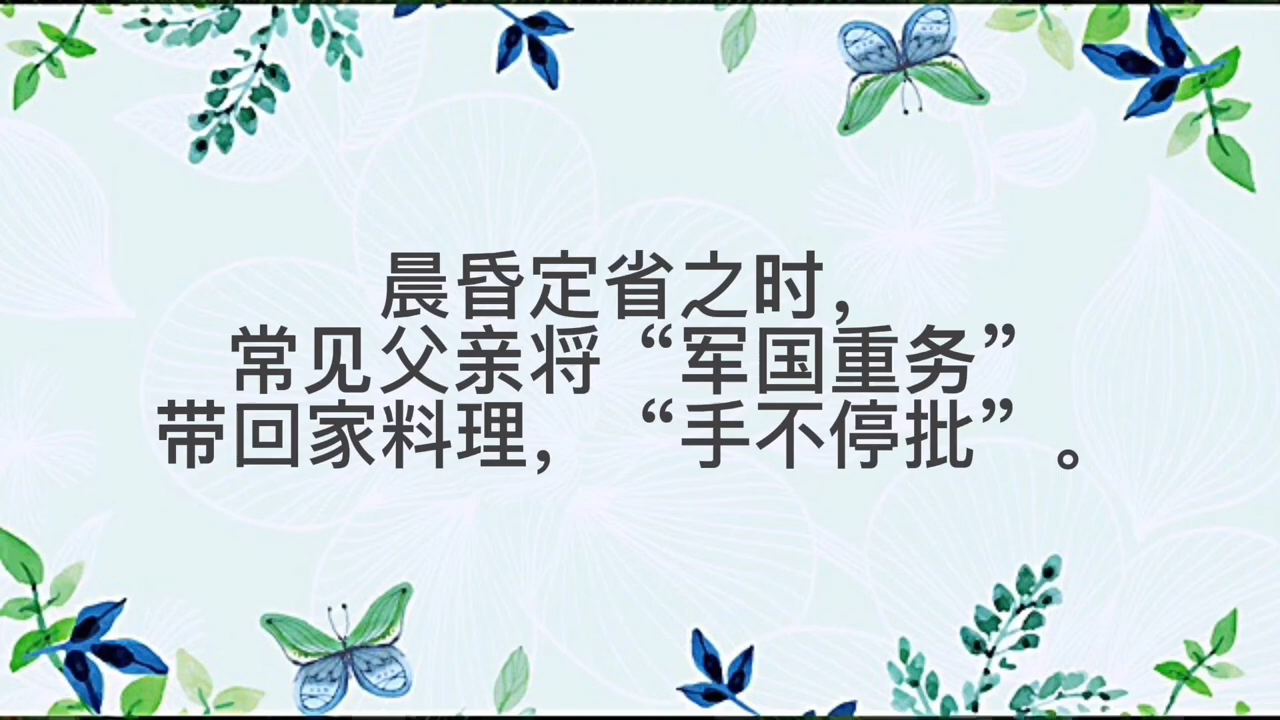 晨昏定省之时，
常见父亲将“军国重务”
带回家料理，“手不停批”。